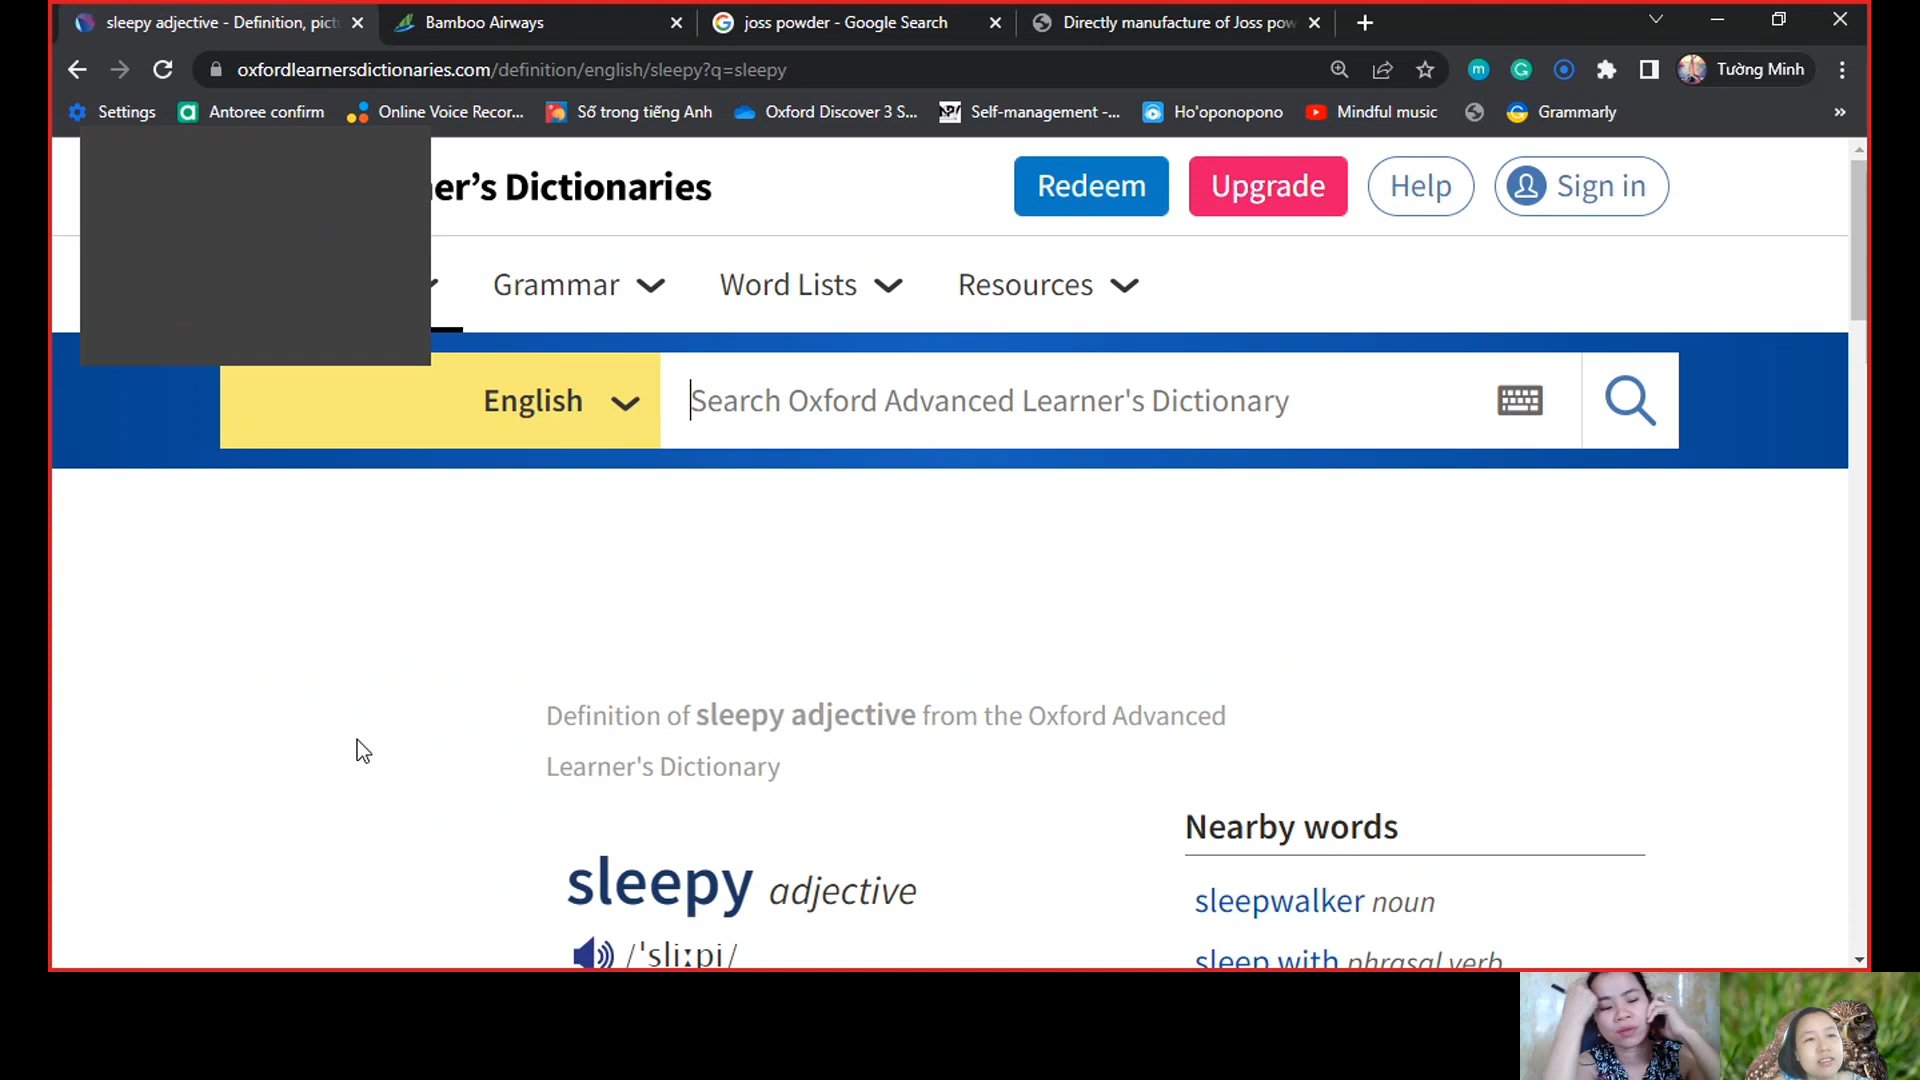 sleepy adjective - Definition, pict
Bamboo Airways
joss powder - Google Search
Directly manufacture of Joss pow
oxfordlearnersdictionaries.com/definition/english/sleepy?q=sleepy
Tường Minh
Settings
Antoree confirm
Online Voice Recor...
Số trong tiếng Anh
Oxford Discover 3 S...
Self-management -...
Ho'oponopono
Mindful music
Grammarly
er's Dictionaries
Redeem
Upgrade
Help
Sign in
Grammar
Word Lists
Resources
English
Search Oxford Advanced Learner's Dictionary
Definition of sleepy adjective from the Oxford Advanced
Learner's Dictionary
Nearby words
sleepy adjective
sleepwalker noun
/ˈsliːpi/
sleep with phrasal verb